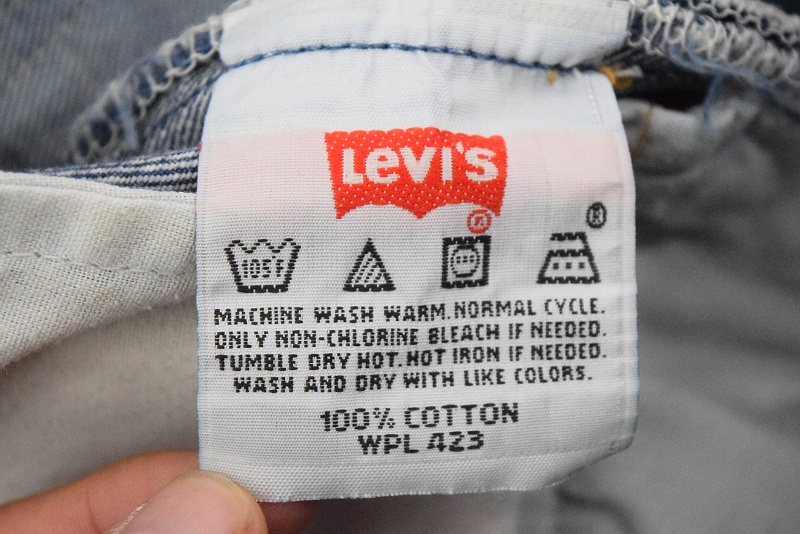 Levi's
®
®
105F
MACHINE WASH WARM. NORMAL CYCLE.
ONLY NON-CHLORINE BLEACH IF NEEDED.
TUMBLE DRY HOT. HOT IRON IF NEEDED.
WASH AND DRY WITH LIKE COLORS.
100% COTTON
WPL 423